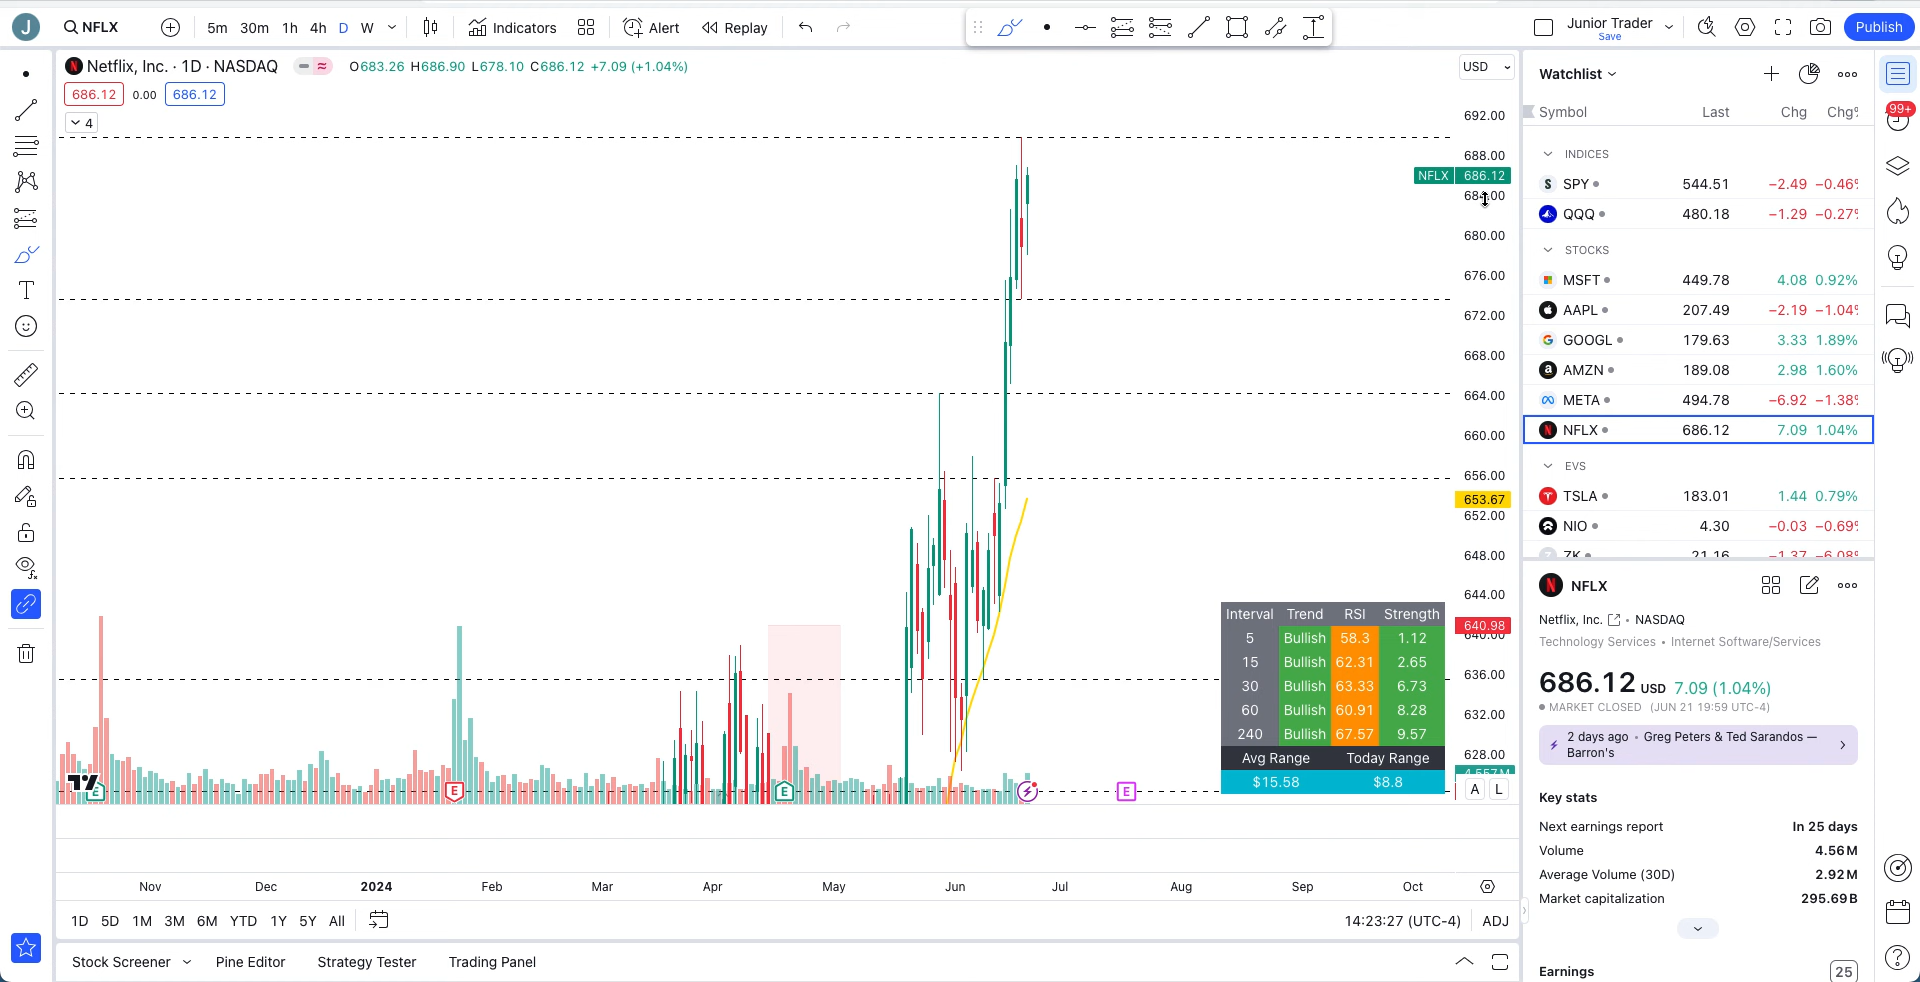 J NFLX 5m 30m 1h 4h D W Indicators Alert Replay Junior Trader Save Publish
Netflix, Inc. · 1D · NASDAQ O683.26 H686.90 L678.10 C686.12 +7.09 (+1.04%) USD
686.12 0.00 686.12
4
692.00
688.00
NFLX 686.12
684.00
680.00
676.00
672.00
668.00
664.00
660.00
656.00
653.67
652.00
648.00
644.00
640.98
640.00
636.00
632.00
628.00
4.557M
A L
Interval Trend RSI Strength
5 Bullish 58.3 1.12
15 Bullish 62.31 2.65
30 Bullish 63.33 6.73
60 Bullish 60.91 8.28
240 Bullish 67.57 9.57
Avg Range Today Range
$15.58 $8.8
E E E E
Nov Dec 2024 Feb Mar Apr May Jun Jul Aug Sep Oct
1D 5D 1M 3M 6M YTD 1Y 5Y All 14:23:27 (UTC-4) ADJ
Stock Screener Pine Editor Strategy Tester Trading Panel
Watchlist
Symbol Last Chg Chg%
INDICES
SPY 544.51 −2.49 −0.46%
QQQ 480.18 −1.29 −0.27%
STOCKS
MSFT 449.78 4.08 0.92%
AAPL 207.49 −2.19 −1.04%
GOOGL 179.63 3.33 1.89%
AMZN 189.08 2.98 1.60%
META 494.78 −6.92 −1.38%
NFLX 686.12 7.09 1.04%
EVS
TSLA 183.01 1.44 0.79%
NIO 4.30 −0.03 −0.69%
ZK 21.16 −1.37 −6.08%
99+
NFLX
Netflix, Inc. • NASDAQ
Technology Services • Internet Software/Services
686.12 USD 7.09 (1.04%)
MARKET CLOSED (JUN 21 19:59 UTC-4)
2 days ago • Greg Peters & Ted Sarandos —
Barron's
Key stats
Next earnings report In 25 days
Volume 4.56M
Average Volume (30D) 2.92M
Market capitalization 295.69B
Earnings 25